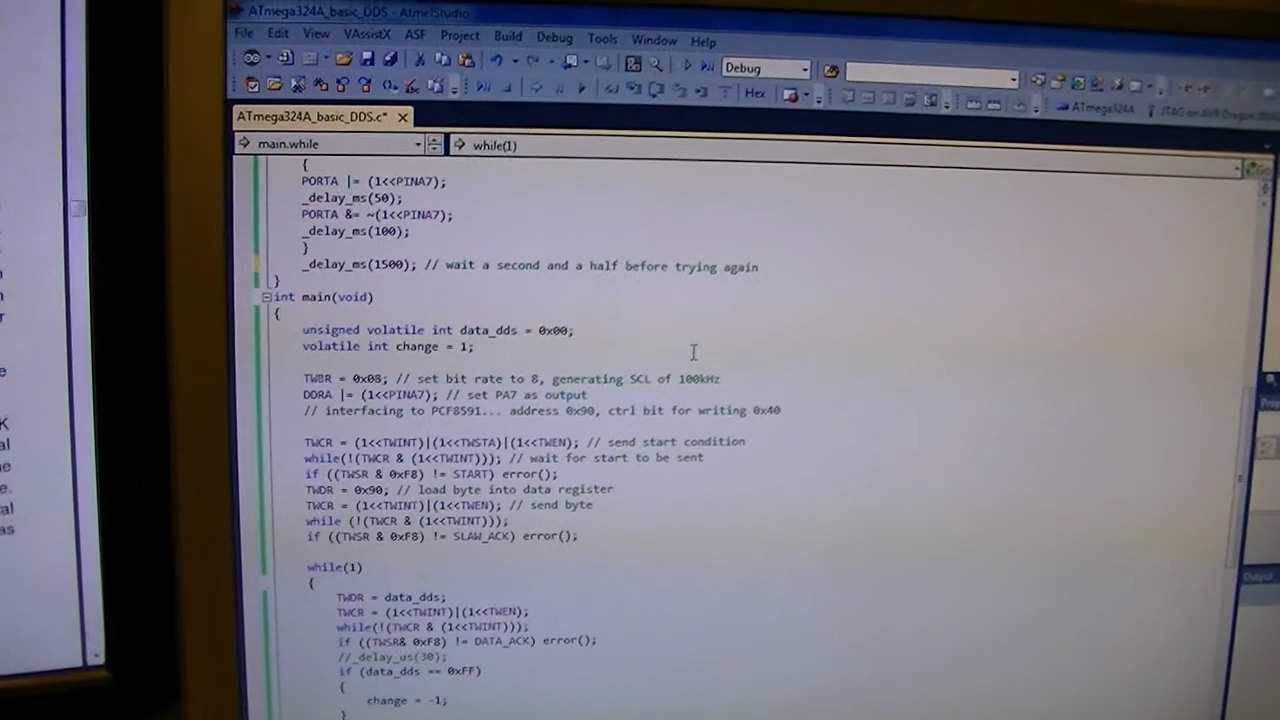 ATmega324A_basic_DDS - AtmelStudio
File Edit View VAssistX ASF Project Build Debug Tools Window Help
Debug
Hex
ATmega324A JTAG on AVR Dragon
ATmega324A_basic_DDS.c*
main.while while(1) Go
{
PORTA |= (1<<PINA7);
_delay_ms(50);
PORTA &= ~(1<<PINA7);
_delay_ms(100);
}
_delay_ms(1500); // wait a second and a half before trying again
}
int main(void)
{
unsigned volatile int data_dds = 0x00;
volatile int change = 1;
TWBR = 0x08; // set bit rate to 8, generating SCL of 100kHz
DDRA |= (1<<PINA7); // set PA7 as output
// interfacing to PCF8591... address 0x90, ctrl bit for writing 0x40
TWCR = (1<<TWINT)|(1<<TWSTA)|(1<<TWEN); // send start condition
while(!(TWCR & (1<<TWINT))); // wait for start to be sent
if ((TWSR & 0xF8) != START) error();
TWDR = 0x90; // load byte into data register
TWCR = (1<<TWINT)|(1<<TWEN); // send byte
while (!(TWCR & (1<<TWINT)));
if ((TWSR & 0xF8) != SLAW_ACK) error();
while(1)
{
TWDR = data_dds;
TWCR = (1<<TWINT)|(1<<TWEN);
while(!(TWCR & (1<<TWINT)));
if ((TWSR& 0xF8) != DATA_ACK) error();
//_delay_us(30);
if (data_dds == 0xFF)
{
change = -1;
}
Output